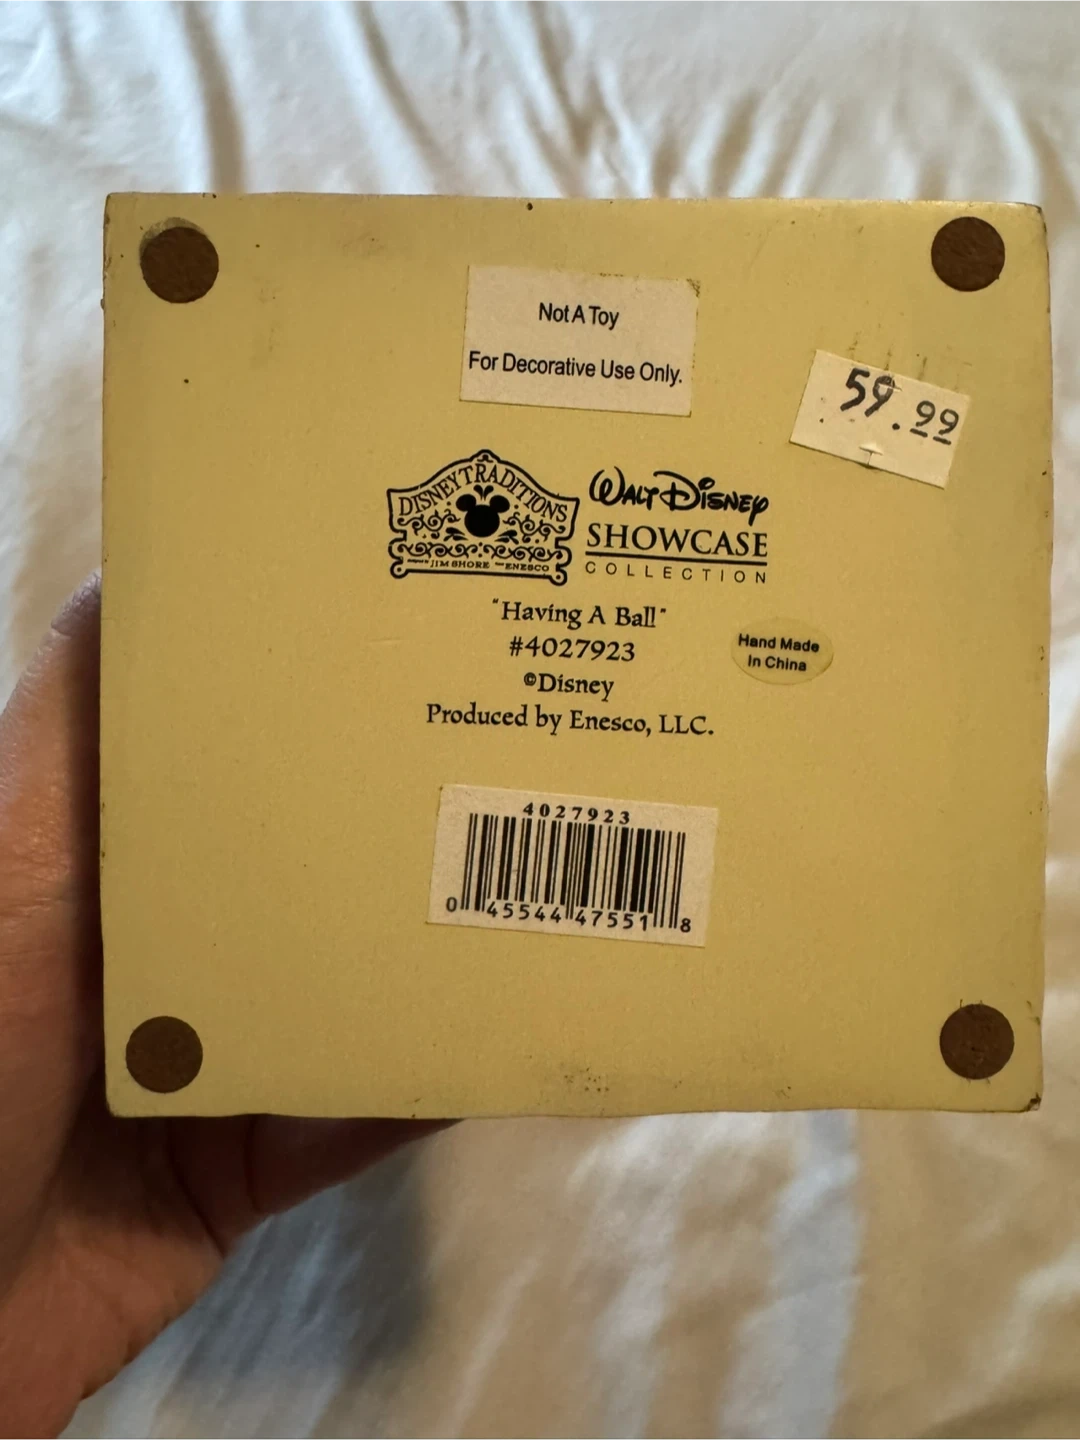 Not A Toy
For Decorative Use Only.
59.99
DISNEY TRADITIONS
JIM SHORE
ENESCO
WALT DISNEY
SHOWCASE
COLLECTION
"Having A Ball"
#4027923
©Disney
Produced by Enesco, LLC.
Hand Made
In China
4027923
0 45544 47551 8